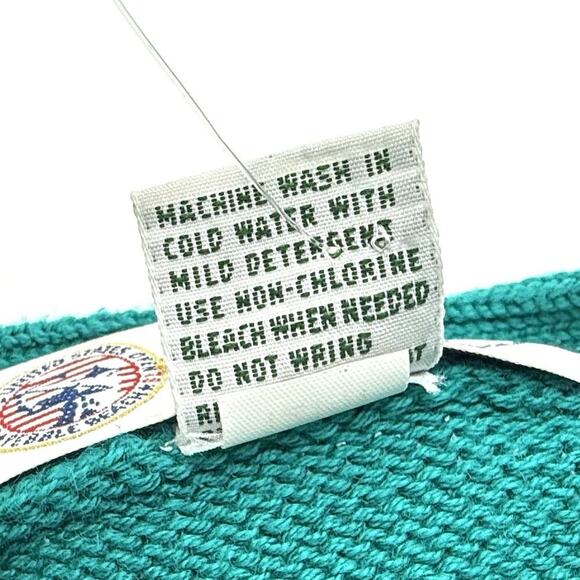 MACHINE WASH IN
COLD WATER WITH
MILD DETERGENT
USE NON-CHLORINE
BLEACH WHEN NEEDED
DO NOT WRING